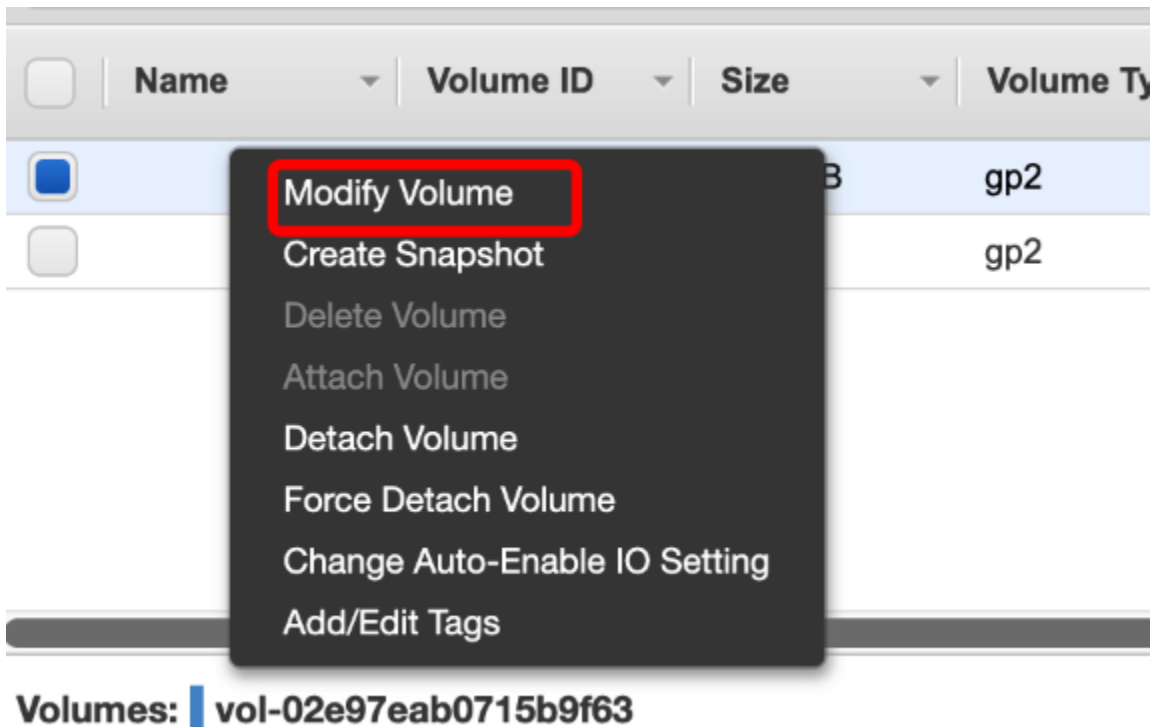 Name Volume ID Size Volume Ty
Modify Volume B gp2
Create Snapshot gp2
Delete Volume
Attach Volume
Detach Volume
Force Detach Volume
Change Auto-Enable IO Setting
Add/Edit Tags
Volumes: vol-02e97eab0715b9f63